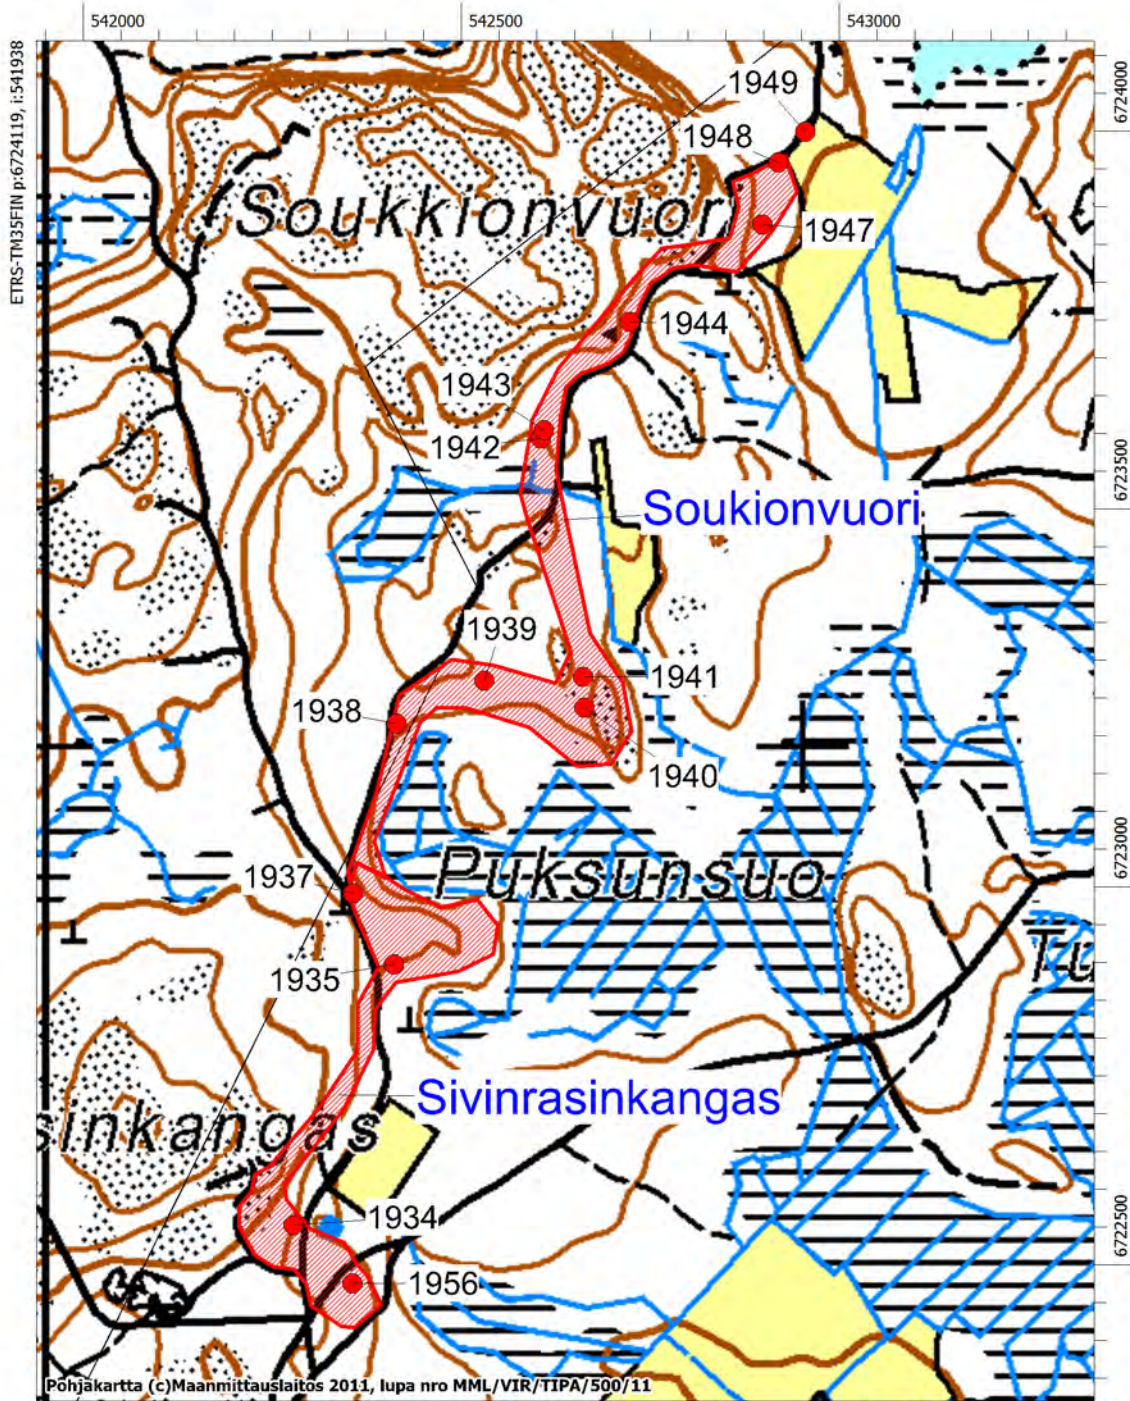 542000 542500 543000
ETRS-TM35FIN p:6724119, i:541938
6724000
1949
1948
Soukkionvuori
1947
1944
1943
1942
6723500
Soukionvuori
1939
1941
1938
1940
6723000
Puksunsuo
1937
Tu
1935
Sivinrasinkangas
sinkangas
1934
6722500
1956
Pohjakartta (c)Maanmittauslaitos 2011, lupa nro MML/VIR/TIPA/500/11